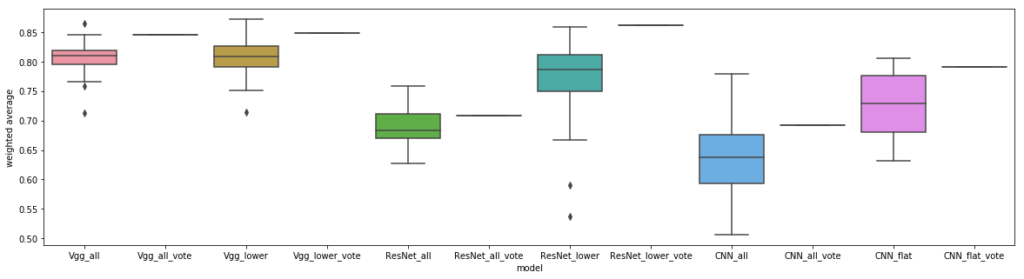 weighted average
0.85
0.80
0.75
0.70
0.65
0.60
0.55
0.50
Vgg_all Vgg_all_vote Vgg_lower Vgg_lower_vote ResNet_all ResNet_all_vote ResNet_lower ResNet_lower_vote CNN_all CNN_all_vote CNN_flat CNN_flat_vote
model